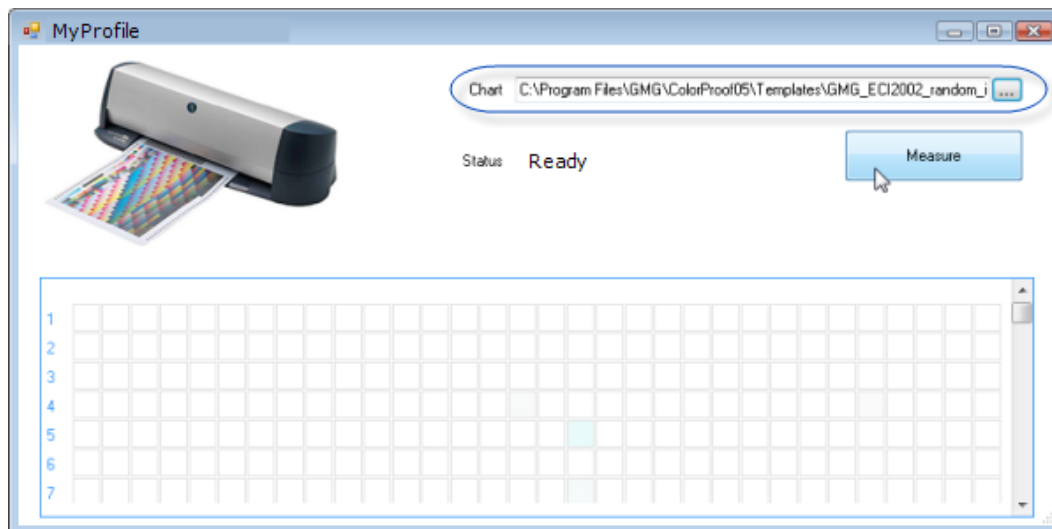 MyProfile
Chart C:\Program Files\GMG\ColorProof05\Templates\GMG_ECI2002_random_i ...
Status Ready
Measure
1
2
3
4
5
6
7